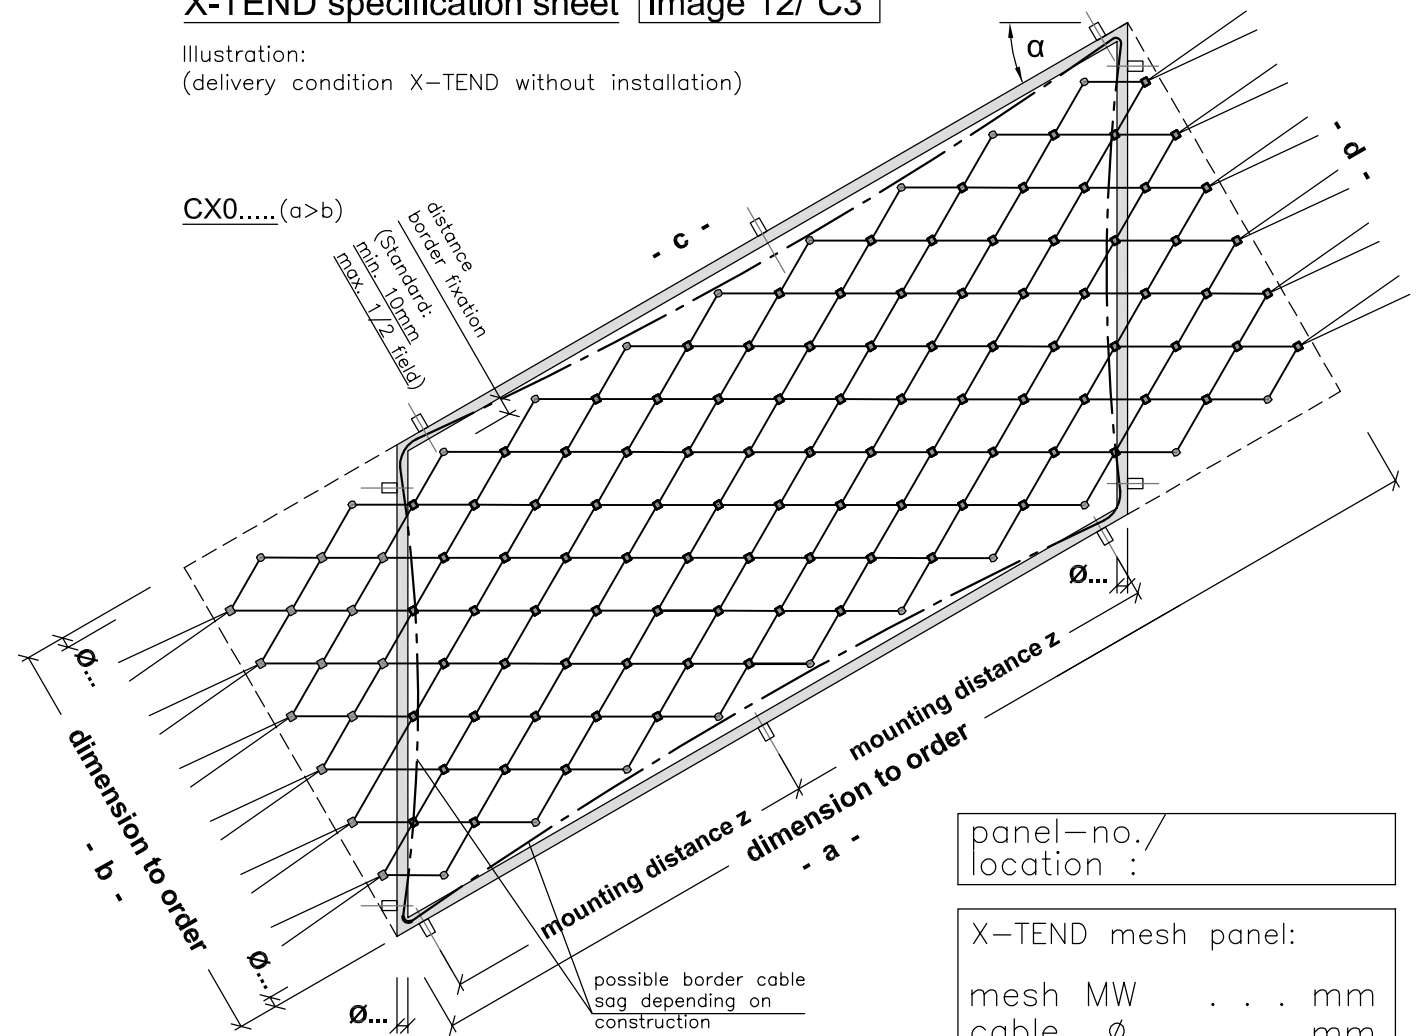 X-TEND specification sheet
Image 12/ C3
Illustration:
(delivery condition X-TEND without installation)
α
- d -
CX0.....(a>b)
distance
border fixation
(Standard:
min. 10mm
max. 1/2 field)
- c -
Ø...
Ø...
dimension to order
- b -
Ø...
Ø...
mounting distance z
mounting distance z
dimension to order
- a -
possible border cable
sag depending on
construction
panel-no./
location :
X-TEND mesh panel:
mesh MW . . . mm
cable Ø mm